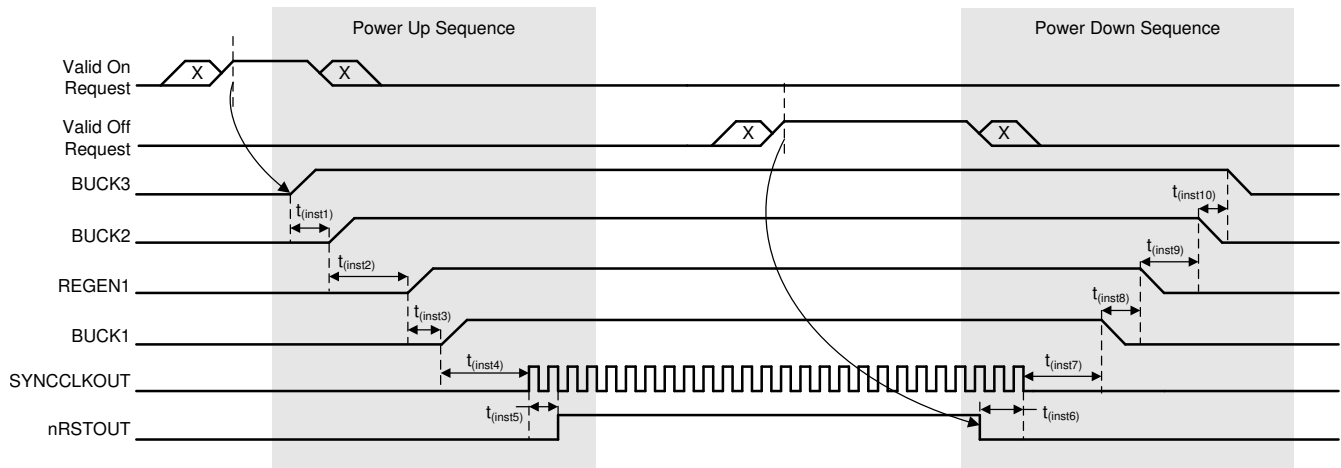 Power Up Sequence
Power Down Sequence
Valid On
Request
X
X
Valid Off
Request
X
X
BUCK3
t(inst1)
t(inst10)
BUCK2
t(inst2)
t(inst9)
REGEN1
t(inst3)
t(inst8)
BUCK1
t(inst4)
t(inst7)
SYNCCLKOUT
t(inst5)
t(inst6)
nRSTOUT